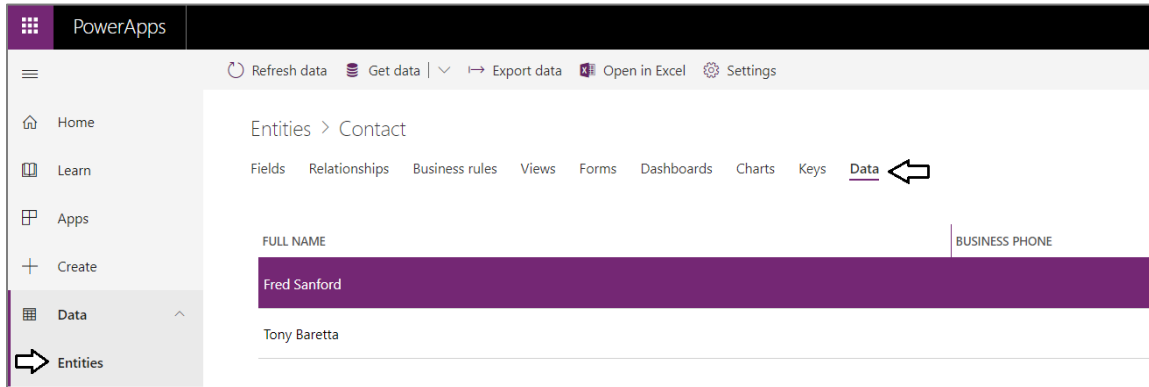 PowerApps
Refresh data Get data Export data Open in Excel Settings
Home
Learn
Apps
Create
Data
Entities
Entities > Contact
Fields Relationships Business rules Views Forms Dashboards Charts Keys Data
FULL NAME BUSINESS PHONE
Fred Sanford
Tony Baretta